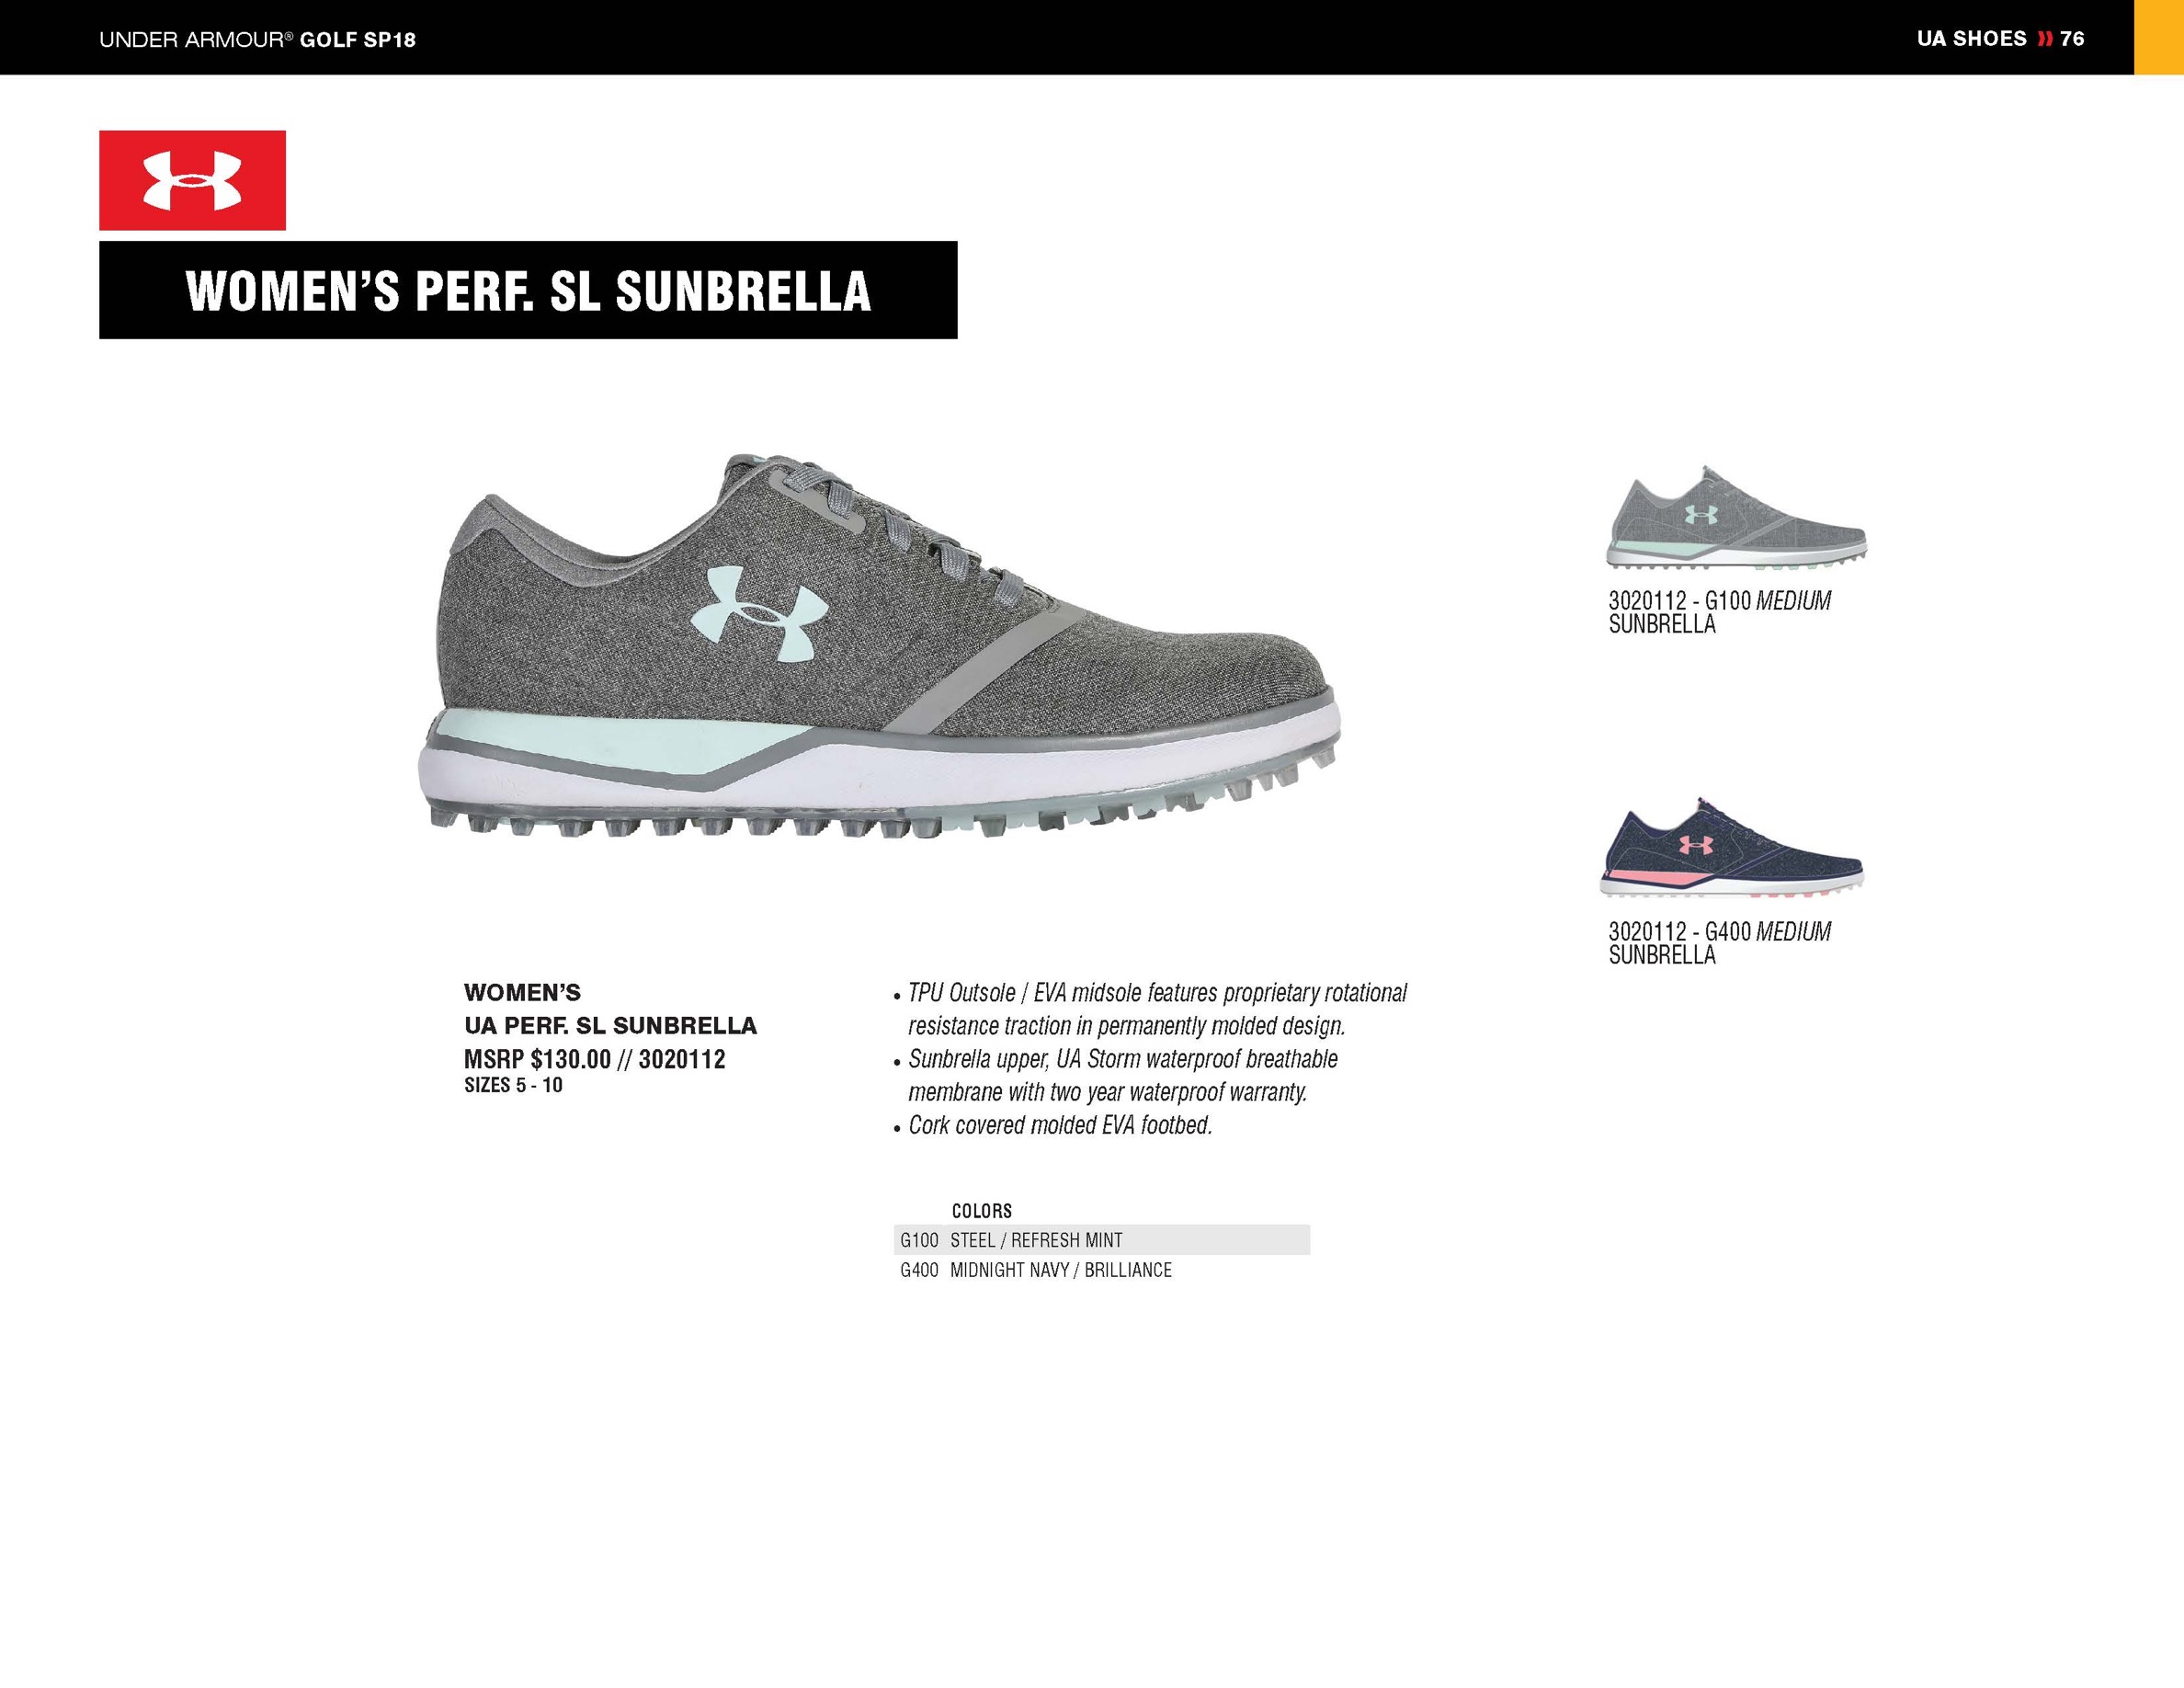 UNDER ARMOUR® GOLF SP18
UA SHOES 76
WOMEN’S PERF. SL SUNBRELLA
3020112 - G100 MEDIUM
SUNBRELLA
3020112 - G400 MEDIUM
SUNBRELLA
WOMEN’S
UA PERF. SL SUNBRELLA
MSRP $130.00 // 3020112
SIZES 5 - 10
• TPU Outsole / EVA midsole features proprietary rotational
resistance traction in permanently molded design.
• Sunbrella upper, UA Storm waterproof breathable
membrane with two year waterproof warranty.
• Cork covered molded EVA footbed.
COLORS
G100 STEEL / REFRESH MINT
G400 MIDNIGHT NAVY / BRILLIANCE